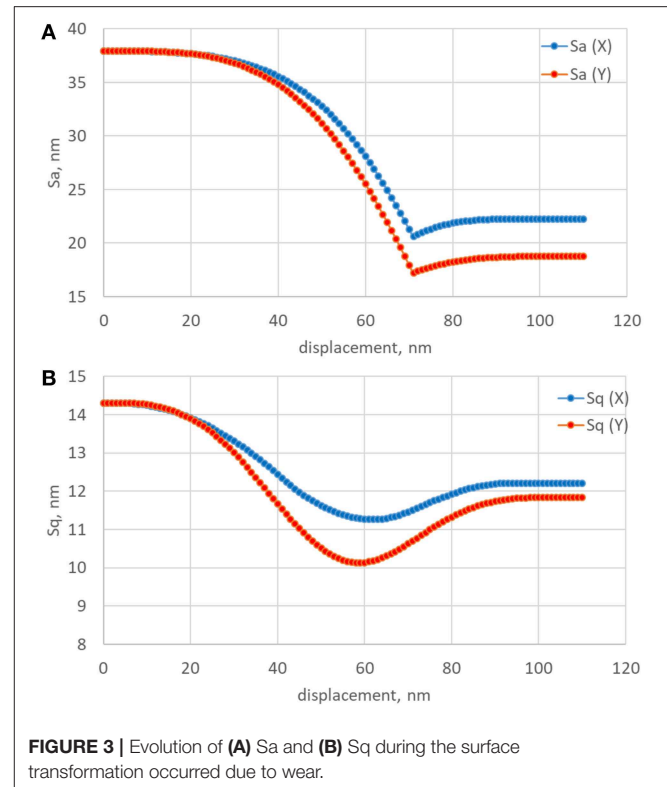 A
40
35
30
25
20
15
Sa, nm
Sa (X)
Sa (Y)
0 20 40 60 80 100 120
displacement, nm
B
15
14
13
12
11
10
9
8
Sq, nm
Sq (X)
Sq (Y)
0 20 40 60 80 100 120
displacement, nm
FIGURE 3 | Evolution of (A) Sa and (B) Sq during the surface
transformation occurred due to wear.